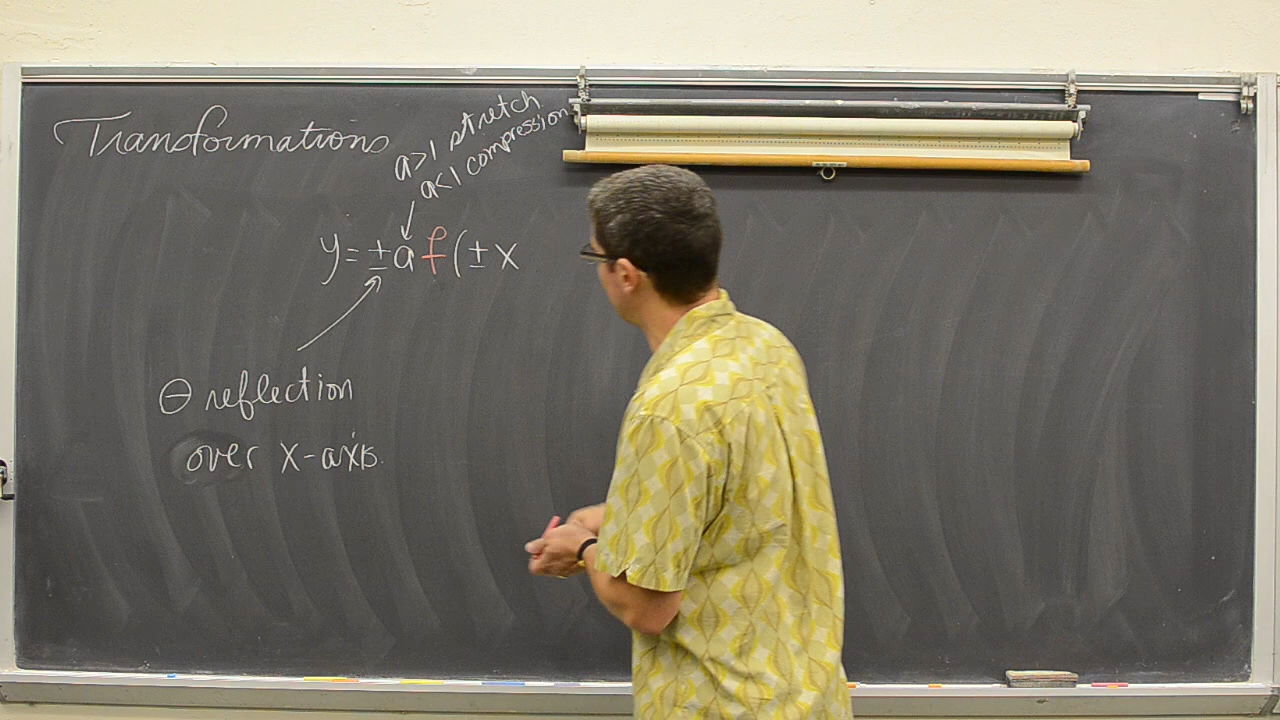 Transformations
a>1 stretch
a<1 compression
y = ± a f (± x
⊖ reflection
over x-axis.